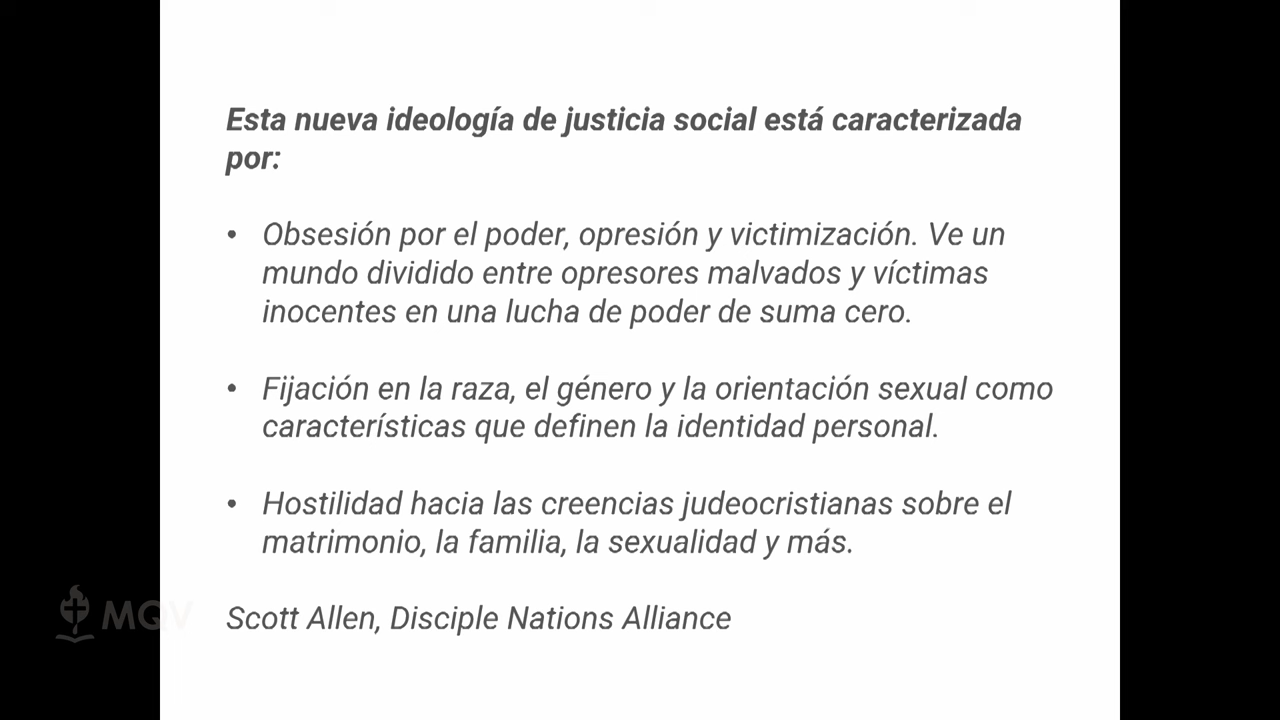 Esta nueva ideología de justicia social está caracterizada
por:
• Obsesión por el poder, opresión y victimización. Ve un
mundo dividido entre opresores malvados y víctimas
inocentes en una lucha de poder de suma cero.
• Fijación en la raza, el género y la orientación sexual como
características que definen la identidad personal.
• Hostilidad hacia las creencias judeocristianas sobre el
matrimonio, la familia, la sexualidad y más.
MQV
Scott Allen, Disciple Nations Alliance